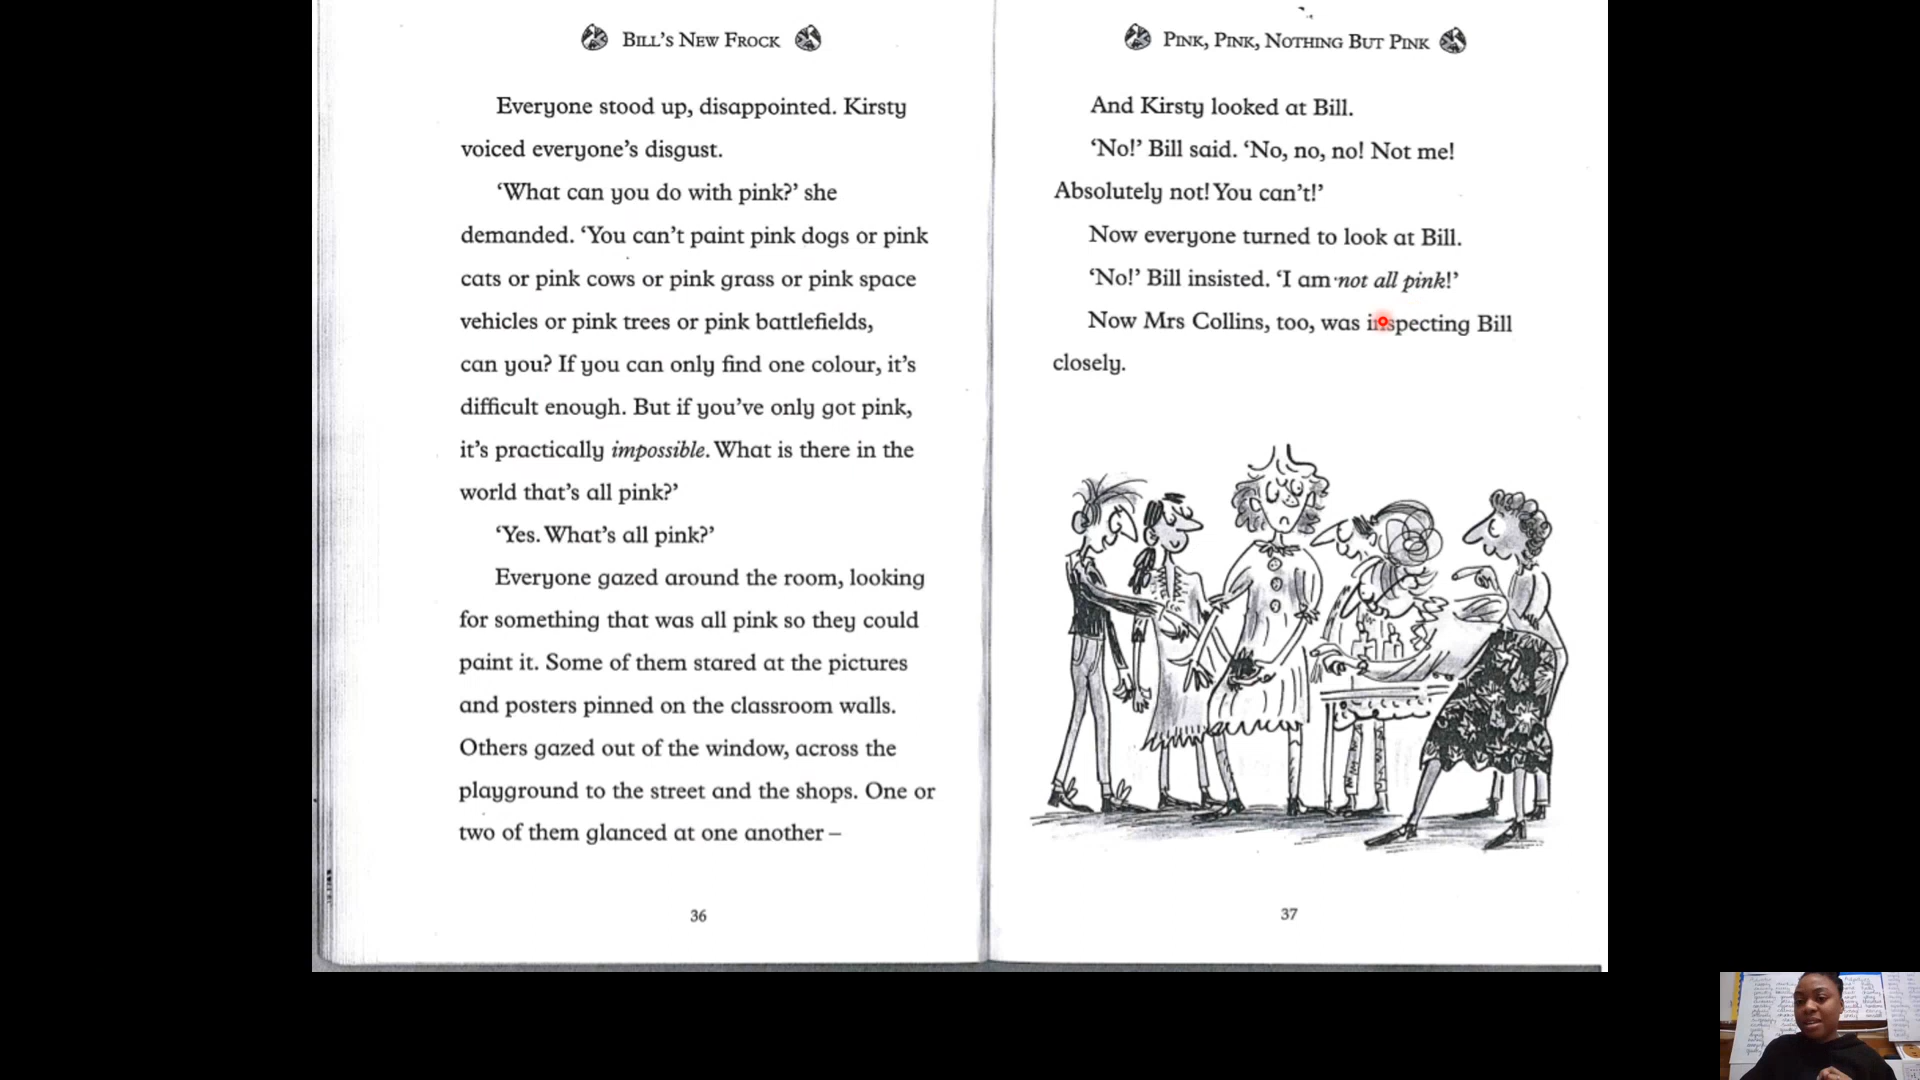 BILL'S NEW FROCK
Everyone stood up, disappointed. Kirsty
voiced everyone's disgust.
‘What can you do with pink?’ she
demanded. ‘You can't paint pink dogs or pink
cats or pink cows or pink grass or pink space
vehicles or pink trees or pink battlefields,
can you? If you can only find one colour, it's
difficult enough. But if you've only got pink,
it's practically impossible. What is there in the
world that's all pink?’
‘Yes. What's all pink?’
Everyone gazed around the room, looking
for something that was all pink so they could
paint it. Some of them stared at the pictures
and posters pinned on the classroom walls.
Others gazed out of the window, across the
playground to the street and the shops. One or
two of them glanced at one another –
36
PINK, PINK, NOTHING BUT PINK
And Kirsty looked at Bill.
‘No!’ Bill said. ‘No, no, no! Not me!
Absolutely not! You can't!’
Now everyone turned to look at Bill.
‘No!’ Bill insisted. ‘I am not all pink!’
Now Mrs Collins, too, was inspecting Bill
closely.
37